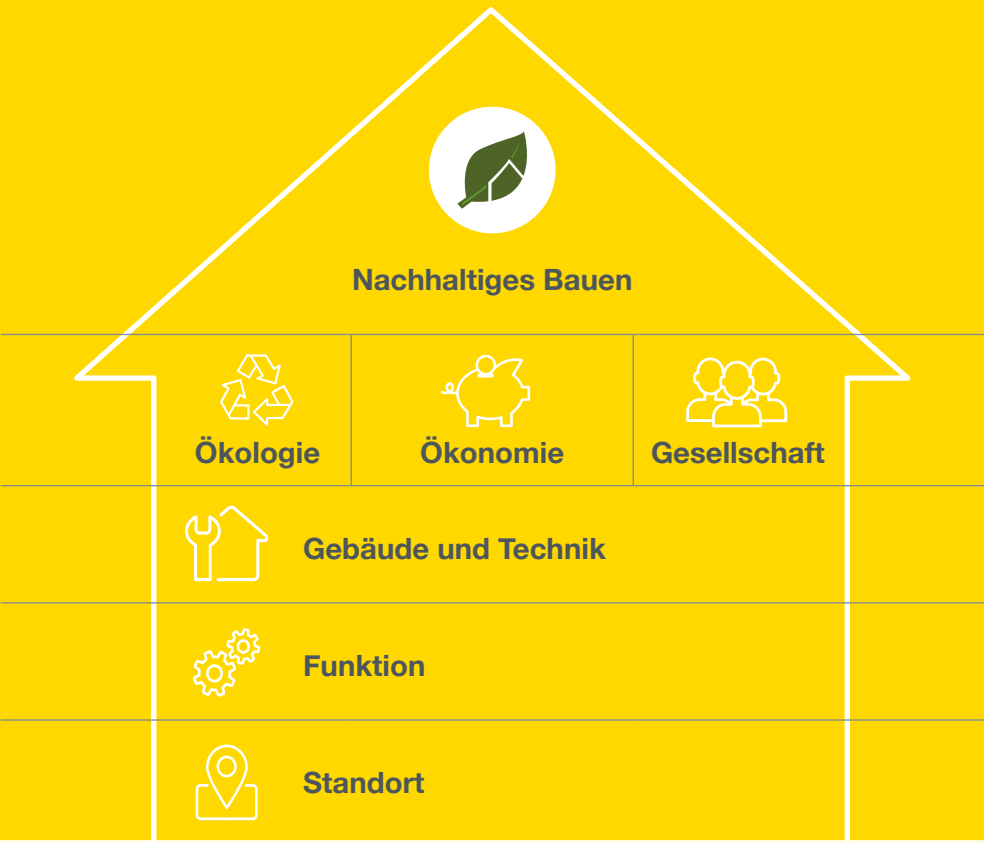 Nachhaltiges Bauen
Ökologie
Ökonomie
Gesellschaft
Gebäude und Technik
Funktion
Standort